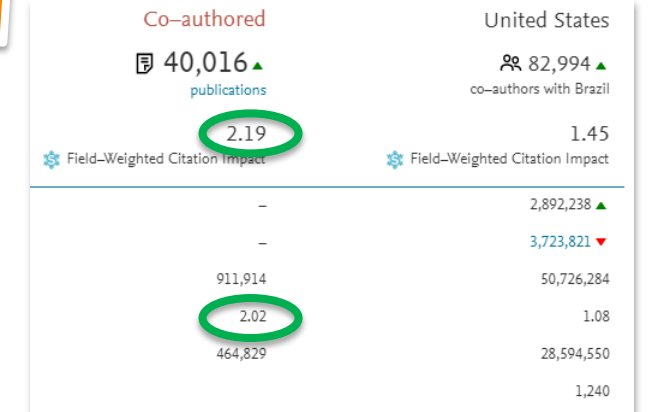 Co–authored United States
40,016 82,994
publications co–authors with Brazil
2.19 1.45
Field–Weighted Citation Impact Field–Weighted Citation Impact
– 2,892,238
– 3,723,821
911,914 50,726,284
2.02 1.08
464,829 28,594,550
1,240